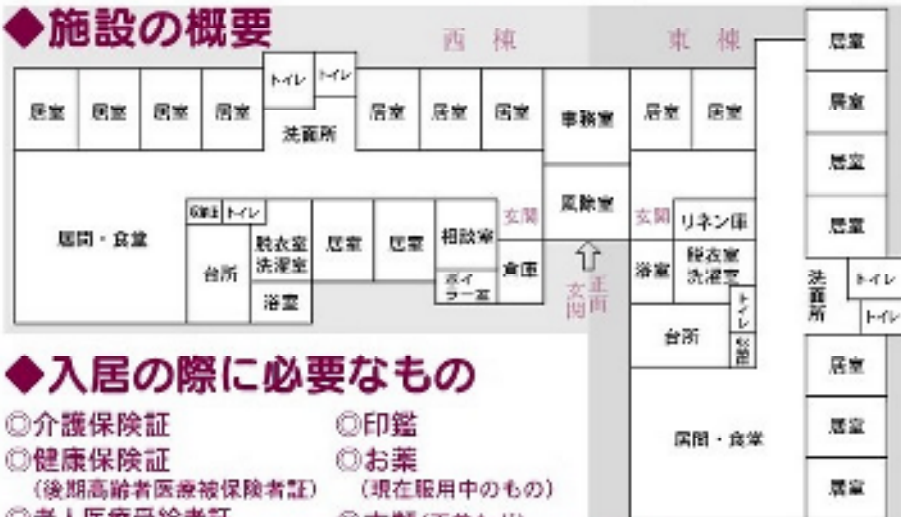 ◆施設の概要
西棟
東棟
居室
居室
居室
居室
トイレ
トイレ
洗面所
居室
居室
居室
事務室
居室
居室
居室
居室
居室
居室
居間・食堂
トイレ
台所
脱衣室
洗濯室
浴室
居室
居室
相談室
ボイラー室
玄関
倉庫
風除室
正面玄関
玄関
リネン庫
浴室
脱衣室
洗濯室
トイレ
台所
居間・食堂
洗面所
トイレ
トイレ
居室
居室
居室
◆入居の際に必要なもの
◎介護保険証
◎健康保険証
(後期高齢者医療被保険者証)
◎印鑑
◎お薬
(現在服用中のもの)